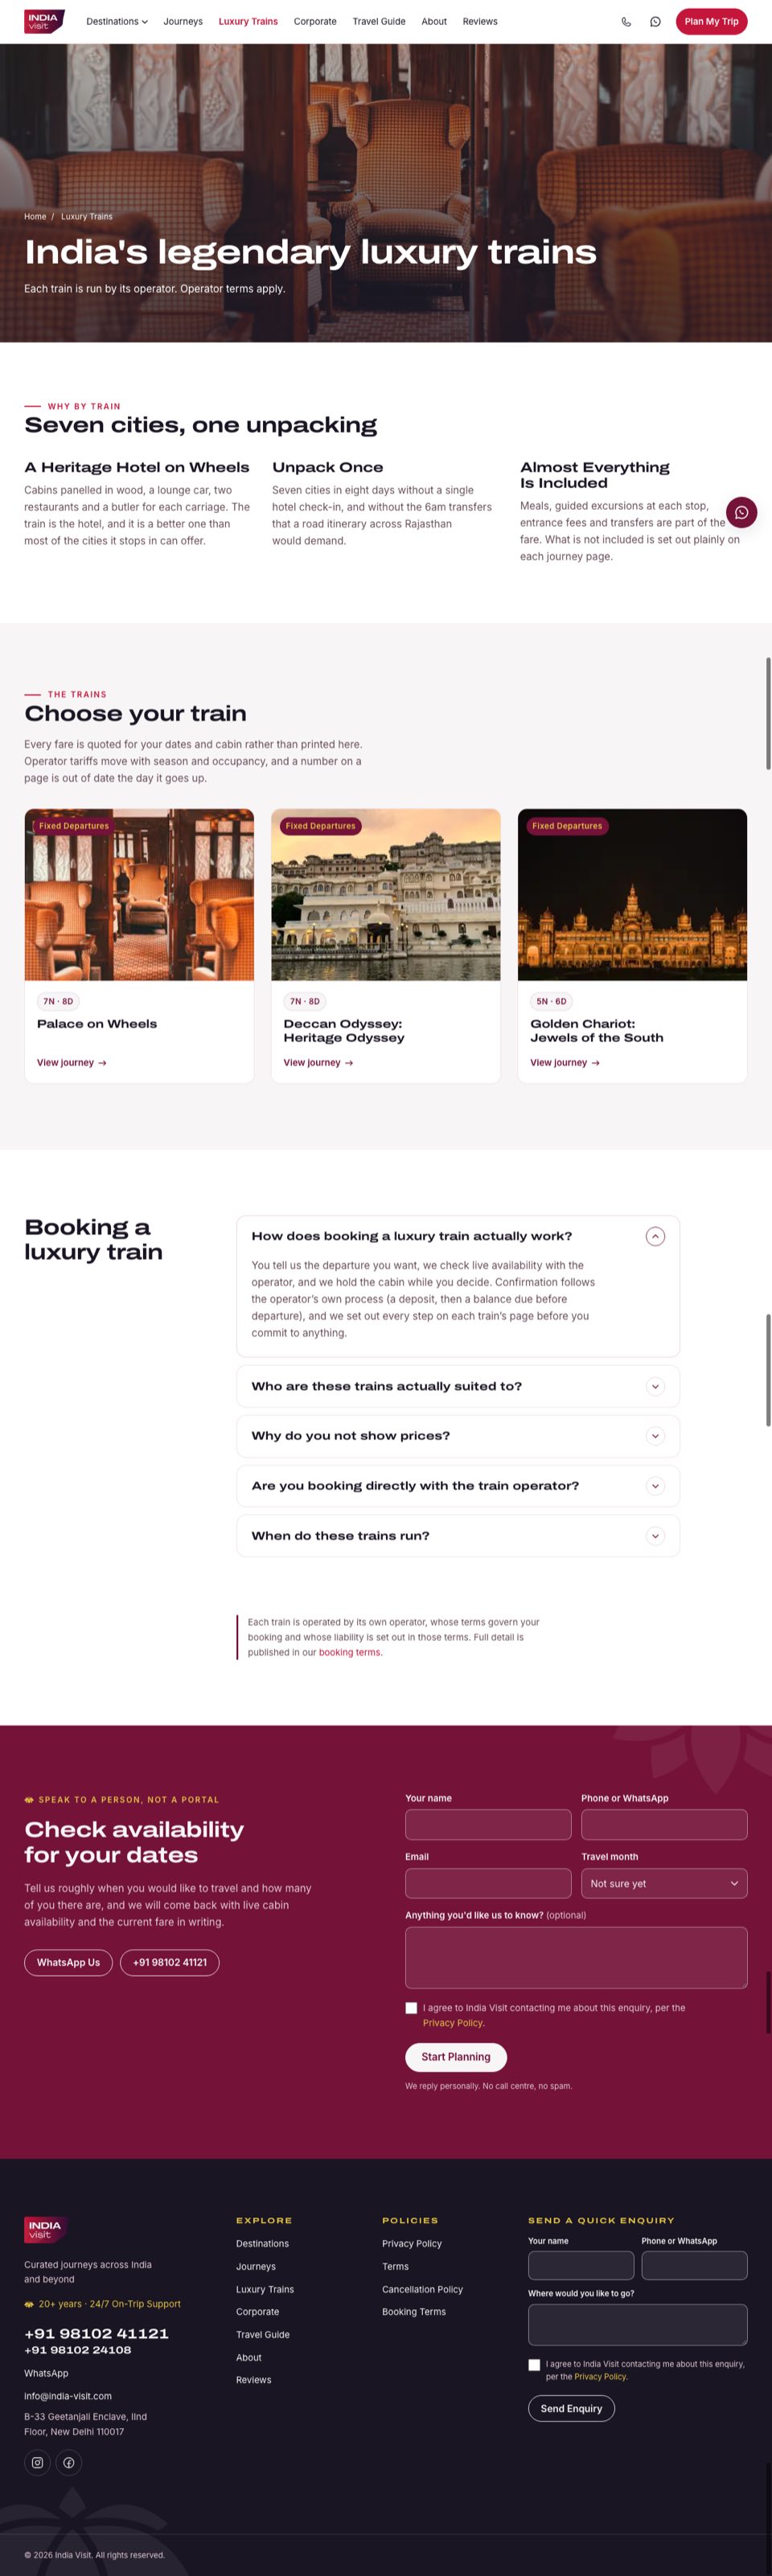 INDIA
visit
Destinations
Journeys
Luxury Trains
Corporate
Travel Guide
About
Reviews
Plan My Trip
Home / Luxury Trains
India's legendary luxury trains
Each train is run by its operator. Operator terms apply.
WHY BY TRAIN
Seven cities, one unpacking
A Heritage Hotel on Wheels
Cabins panelled in wood, a lounge car, two
restaurants and a butler for each carriage. The
train is the hotel, and it is a better one than
most of the cities it stops in can offer.
Unpack Once
Seven cities in eight days without a single
hotel check-in, and without the 6am transfers
that a road itinerary across Rajasthan
would demand.
Almost Everything
Is Included
Meals, guided excursions at each stop,
entrance fees and transfers are part of the
fare. What is not included is set out plainly on
each journey page.
THE TRAINS
Choose your train
Every fare is quoted for your dates and cabin rather than printed here.
Operator tariffs move with season and occupancy, and a number on a
page is out of date the day it goes up.
Fixed Departures
7N · 8D
Palace on Wheels
View journey →
Fixed Departures
7N · 8D
Deccan Odyssey:
Heritage Odyssey
View journey →
Fixed Departures
5N · 6D
Golden Chariot:
Jewels of the South
View journey →
Booking a
luxury train
How does booking a luxury train actually work?
You tell us the departure you want, we check live availability with the
operator, and we hold the cabin while you decide. Confirmation follows
the operator's own process (a deposit, then a balance due before
departure), and we set out every step on each train's page before you
commit to anything.
Who are these trains actually suited to?
Why do you not show prices?
Are you booking directly with the train operator?
When do these trains run?
Each train is operated by its own operator, whose terms govern your
booking and whose liability is set out in those terms. Full detail is
published in our booking terms.
SPEAK TO A PERSON, NOT A PORTAL
Check availability
for your dates
Tell us roughly when you would like to travel and how many
of you there are, and we will come back with live cabin
availability and the current fare in writing.
WhatsApp Us
+91 98102 41121
Your name
Phone or WhatsApp
Email
Travel month
Not sure yet
Anything you'd like us to know? (optional)
I agree to India Visit contacting me about this enquiry, per the
Privacy Policy.
Start Planning
We reply personally. No call centre, no spam.
INDIA
visit
Curated journeys across India
and beyond
20+ years · 24/7 On-Trip Support
+91 98102 41121
+91 98102 24108
WhatsApp
info@india-visit.com
B-33 Geetanjali Enclave, IInd
Floor, New Delhi 110017
EXPLORE
Destinations
Journeys
Luxury Trains
Corporate
Travel Guide
About
Reviews
POLICIES
Privacy Policy
Terms
Cancellation Policy
Booking Terms
SEND A QUICK ENQUIRY
Your name
Phone or WhatsApp
Where would you like to go?
I agree to India Visit contacting me about this enquiry,
per the Privacy Policy.
Send Enquiry
© 2026 India Visit. All rights reserved.